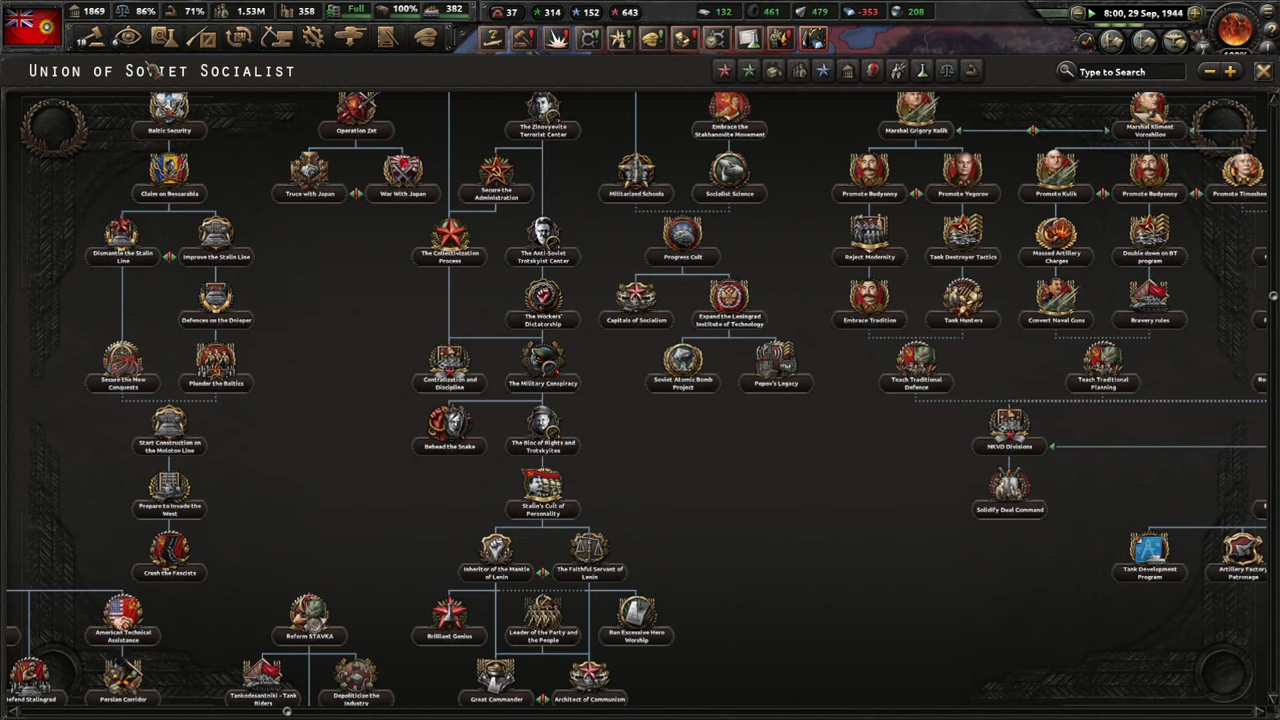 1869
86%
71%
1.53M
358
Full
100%
382
37
314
152
643
132
461
479
-353
208
8:00, 29 Sep, 1944
18
6
100%
Union of Soviet Socialist
Type to Search
Baltic Security
Operation Zet
The Zinovyevite
Terrorist Center
Embrace the
Stakhanovite Movement
Marshal Grigory Kulik
Marshal Kliment
Voroshilov
Claim on Bessarabia
Truce with Japan
War With Japan
Secure the
Administration
Militarized Schools
Socialist Science
Promote Budyonny
Promote Yegorov
Promote Kulik
Promote Budyonny
Promote Timoshen
Dismantle the Stalin
Line
Improve the Stalin Line
The Collectivization
Process
The Anti-Soviet
Trotskyist Center
Progress Cult
Reject Modernity
Tank Destroyer Tactics
Massed Artillery
Charges
Double down on BT
program
Defences on the Dnieper
The Workers'
Dictatorship
Capitals of Socialism
Expand the Leningrad
Institute of Technology
Embrace Tradition
Tank Hunters
Convert Naval Guns
Bravery rules
Secure the New
Conquests
Plunder the Baltics
Centralization and
Discipline
The Military Conspiracy
Soviet Atomic Bomb
Project
Popov's Legacy
Teach Traditional
Defence
Teach Traditional
Planning
Start Construction on
the Molotov Line
Behead the Snake
The Bloc of Rights and
Trotskyites
NKVD Divisions
Prepare to Invade the
West
Stalin's Cult of
Personality
Solidify Dual Command
Crush the Fascists
Inheritor of the Mantle
of Lenin
The Faithful Servant of
Lenin
Tank Development
Program
Artillery Factory
Patronage
American Technical
Assistance
Reform STAVKA
Brilliant Genius
Leader of the Party and
the People
Ban Excessive Hero
Worship
Defend Stalingrad
Persian Corridor
Tankodesantniki - Tank
Riders
Depoliticize the
Industry
Great Commander
Architect of Communism